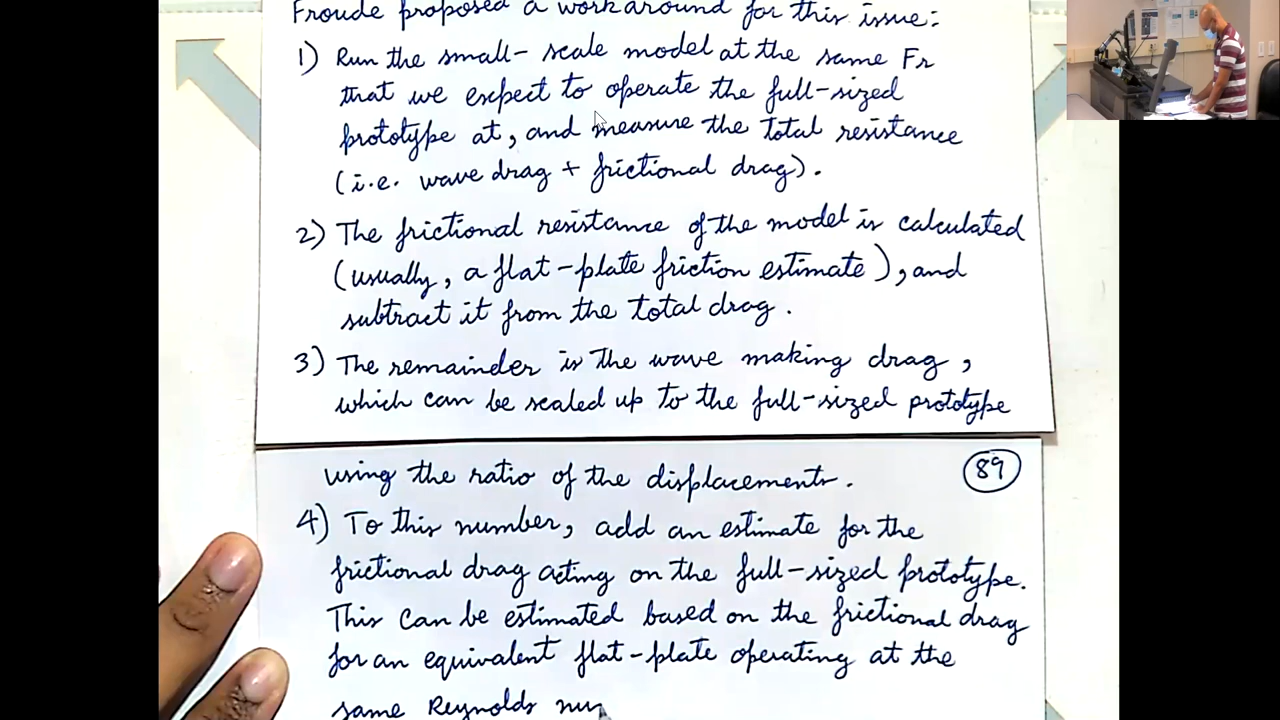 Froude proposed a workaround for this issue:
1) Run the small-scale model at the same Fr
that we expect to operate the full-sized
prototype at, and measure the total resistance
(i.e. wave drag + frictional drag).
2) The frictional resistance of the model is calculated
(usually, a flat-plate friction estimate), and
subtract it from the total drag.
3) The remainder is the wave making drag,
which can be scaled up to the full-sized prototype
using the ratio of the displacements.
89
4) To this number, add an estimate for the
frictional drag acting on the full-sized prototype.
This can be estimated based on the frictional drag
for an equivalent flat-plate operating at the
same Reynolds num